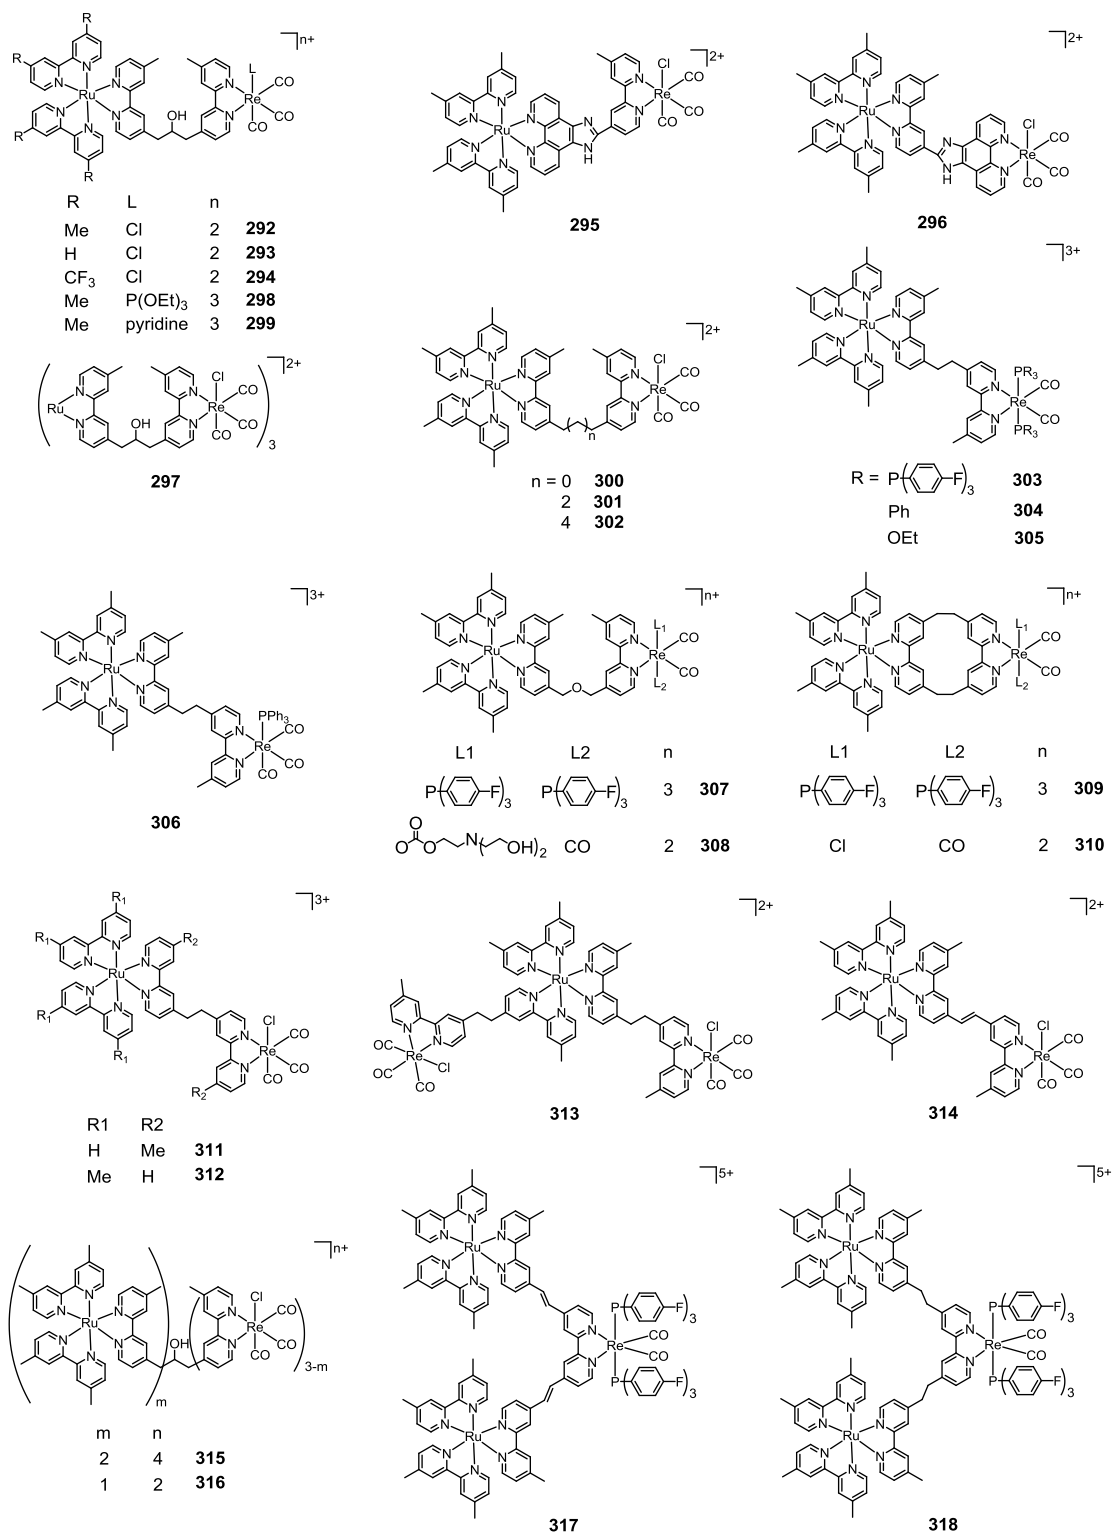 R
R
]n+
L
N
N
N
CO
Ru
Re
CO
N
N
N
OH
CO
R
R
R L n
Me Cl 2 292
H Cl 2 293
CF3 Cl 2 294
Me P(OEt)3 3 298
Me pyridine 3 299
]2+
Cl
N
N
N
CO
N
N
Re
CO
Ru
N
CO
N
N
N
N
H
295
]2+
N
N
N
Ru
N
N
N
N
N
H
N
N
Cl
CO
Re
CO
CO
296
]2+
N
N
Cl
CO
Ru
Re
N
OH
N
CO
CO
3
297
]2+
N
N
N
N
Cl
CO
Ru
Re
N
N
N
N
CO
CO
n
n = 0 300
2 301
4 302
]3+
N
N
N
Ru
N
N
N
PR3
N
CO
Re
N
CO
PR3
R = P(F)3 303
Ph 304
OEt 305
]3+
N
N
N
Ru
N
N
N
PPh3
N
CO
Re
N
CO
CO
306
]n+
N
N
N
N
L1
CO
Ru
Re
N
N
N
N
CO
L2
O
L1 L2 n
P(F)3 P(F)3 3 307
O
O
O
N(OH)2 CO 2 308
]n+
N
N
N
N
L1
CO
Ru
Re
N
N
N
N
CO
L2
L1 L2 n
P(F)3 P(F)3 3 309
Cl CO 2 310
]3+
R1
R1
R2
N
N
N
Ru
N
N
N
R1
R1
Cl
N
CO
Re
N
CO
CO
R2
R1 R2
H Me 311
Me H 312
]2+
N
N
N
Ru
N
N
N
N
N
OC
Re
Cl
OC
CO
Cl
N
CO
Re
N
CO
CO
313
]2+
N
N
N
Ru
N
N
N
Cl
N
CO
Re
N
CO
CO
314
]n+
N
N
N
N
Cl
CO
Ru
Re
N
N
N
OH
N
CO
CO
m
3-m
m n
2 4 315
1 2 316
]5+
N
N
N
Ru
N
N
N
P(F)3
N
CO
Re
N
CO
P(F)3
N
N
N
Ru
N
N
N
317
]5+
N
N
N
Ru
N
N
N
P(F)3
N
CO
Re
N
CO
P(F)3
N
N
N
Ru
N
N
N
318